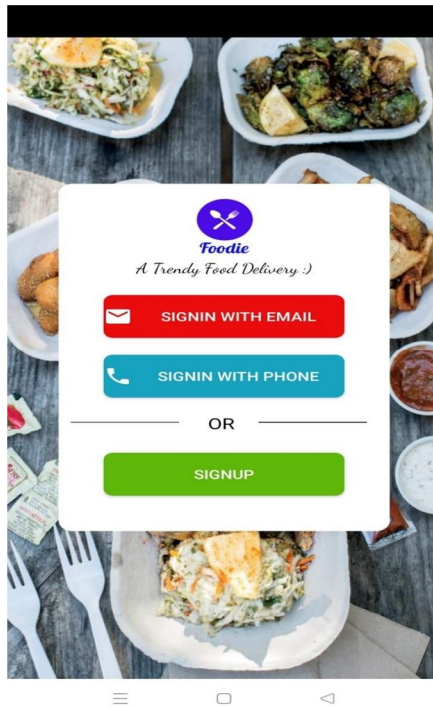 Foodie
A Trendy Food Delivery :)
SIGNIN WITH EMAIL
SIGNIN WITH PHONE
OR
SIGNUP